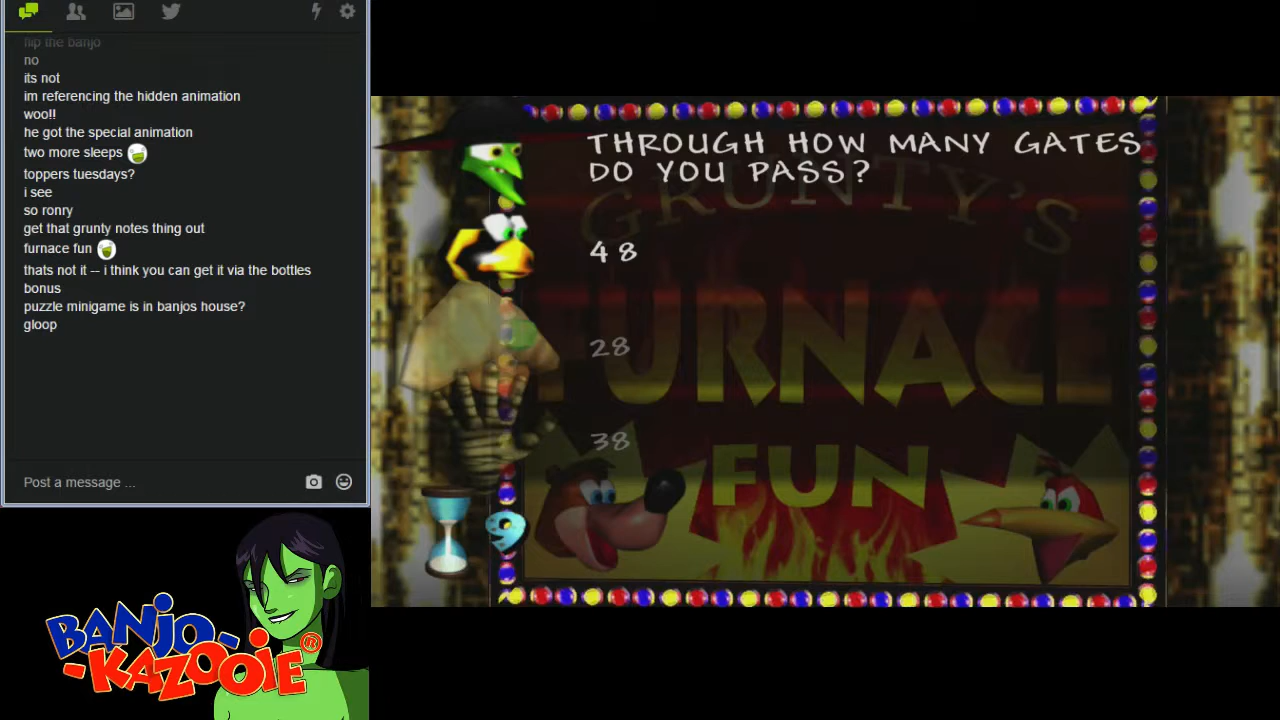 flip the banjo
no
its not
im referencing the hidden animation
woo!!
he got the special animation
two more sleeps
toppers tuesdays?
i see
so ronry
get that grunty notes thing out
furnace fun
thats not it -- i think you can get it via the bottles
bonus
puzzle minigame is in banjos house?
gloop
Post a message ...
BANJO-
-KAZOOIE®
THROUGH HOW MANY GATES
DO YOU PASS?
48
28
38
9
GRUNTY'S
FURNACE
FUN